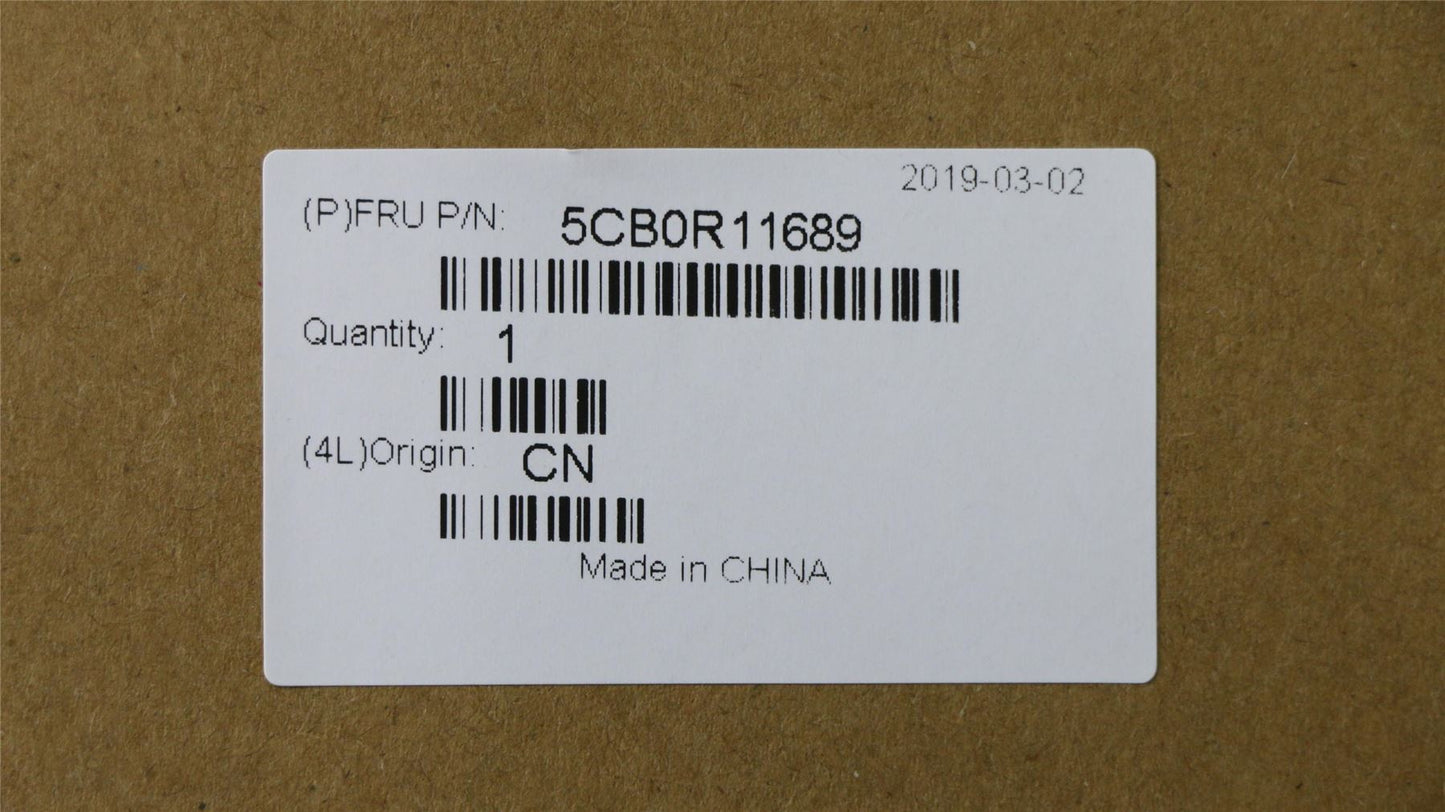 2019-03-02
(P)FRU P/N: 5CB0R11689
Quantity: 1
(4L)Origin: CN
Made in CHINA